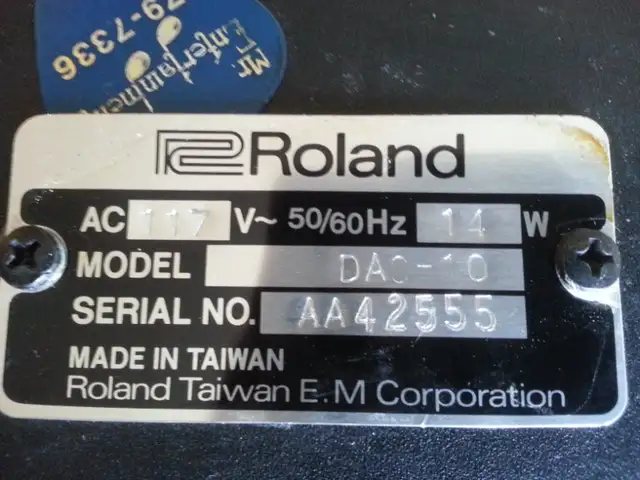 79-7336
Mr.
Entertainment
Roland
AC 117 V~ 50/60Hz 14 W
MODEL DAC-10
SERIAL NO. AA42555
MADE IN TAIWAN
Roland Taiwan E.M Corporation